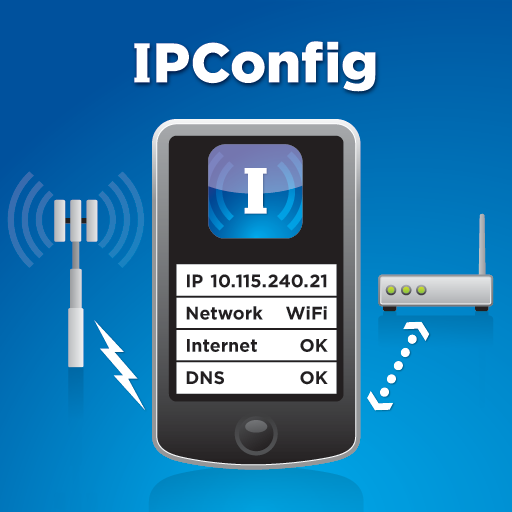 IPConfig
I
IP 10.115.240.21
Network WiFi
Internet OK
DNS OK